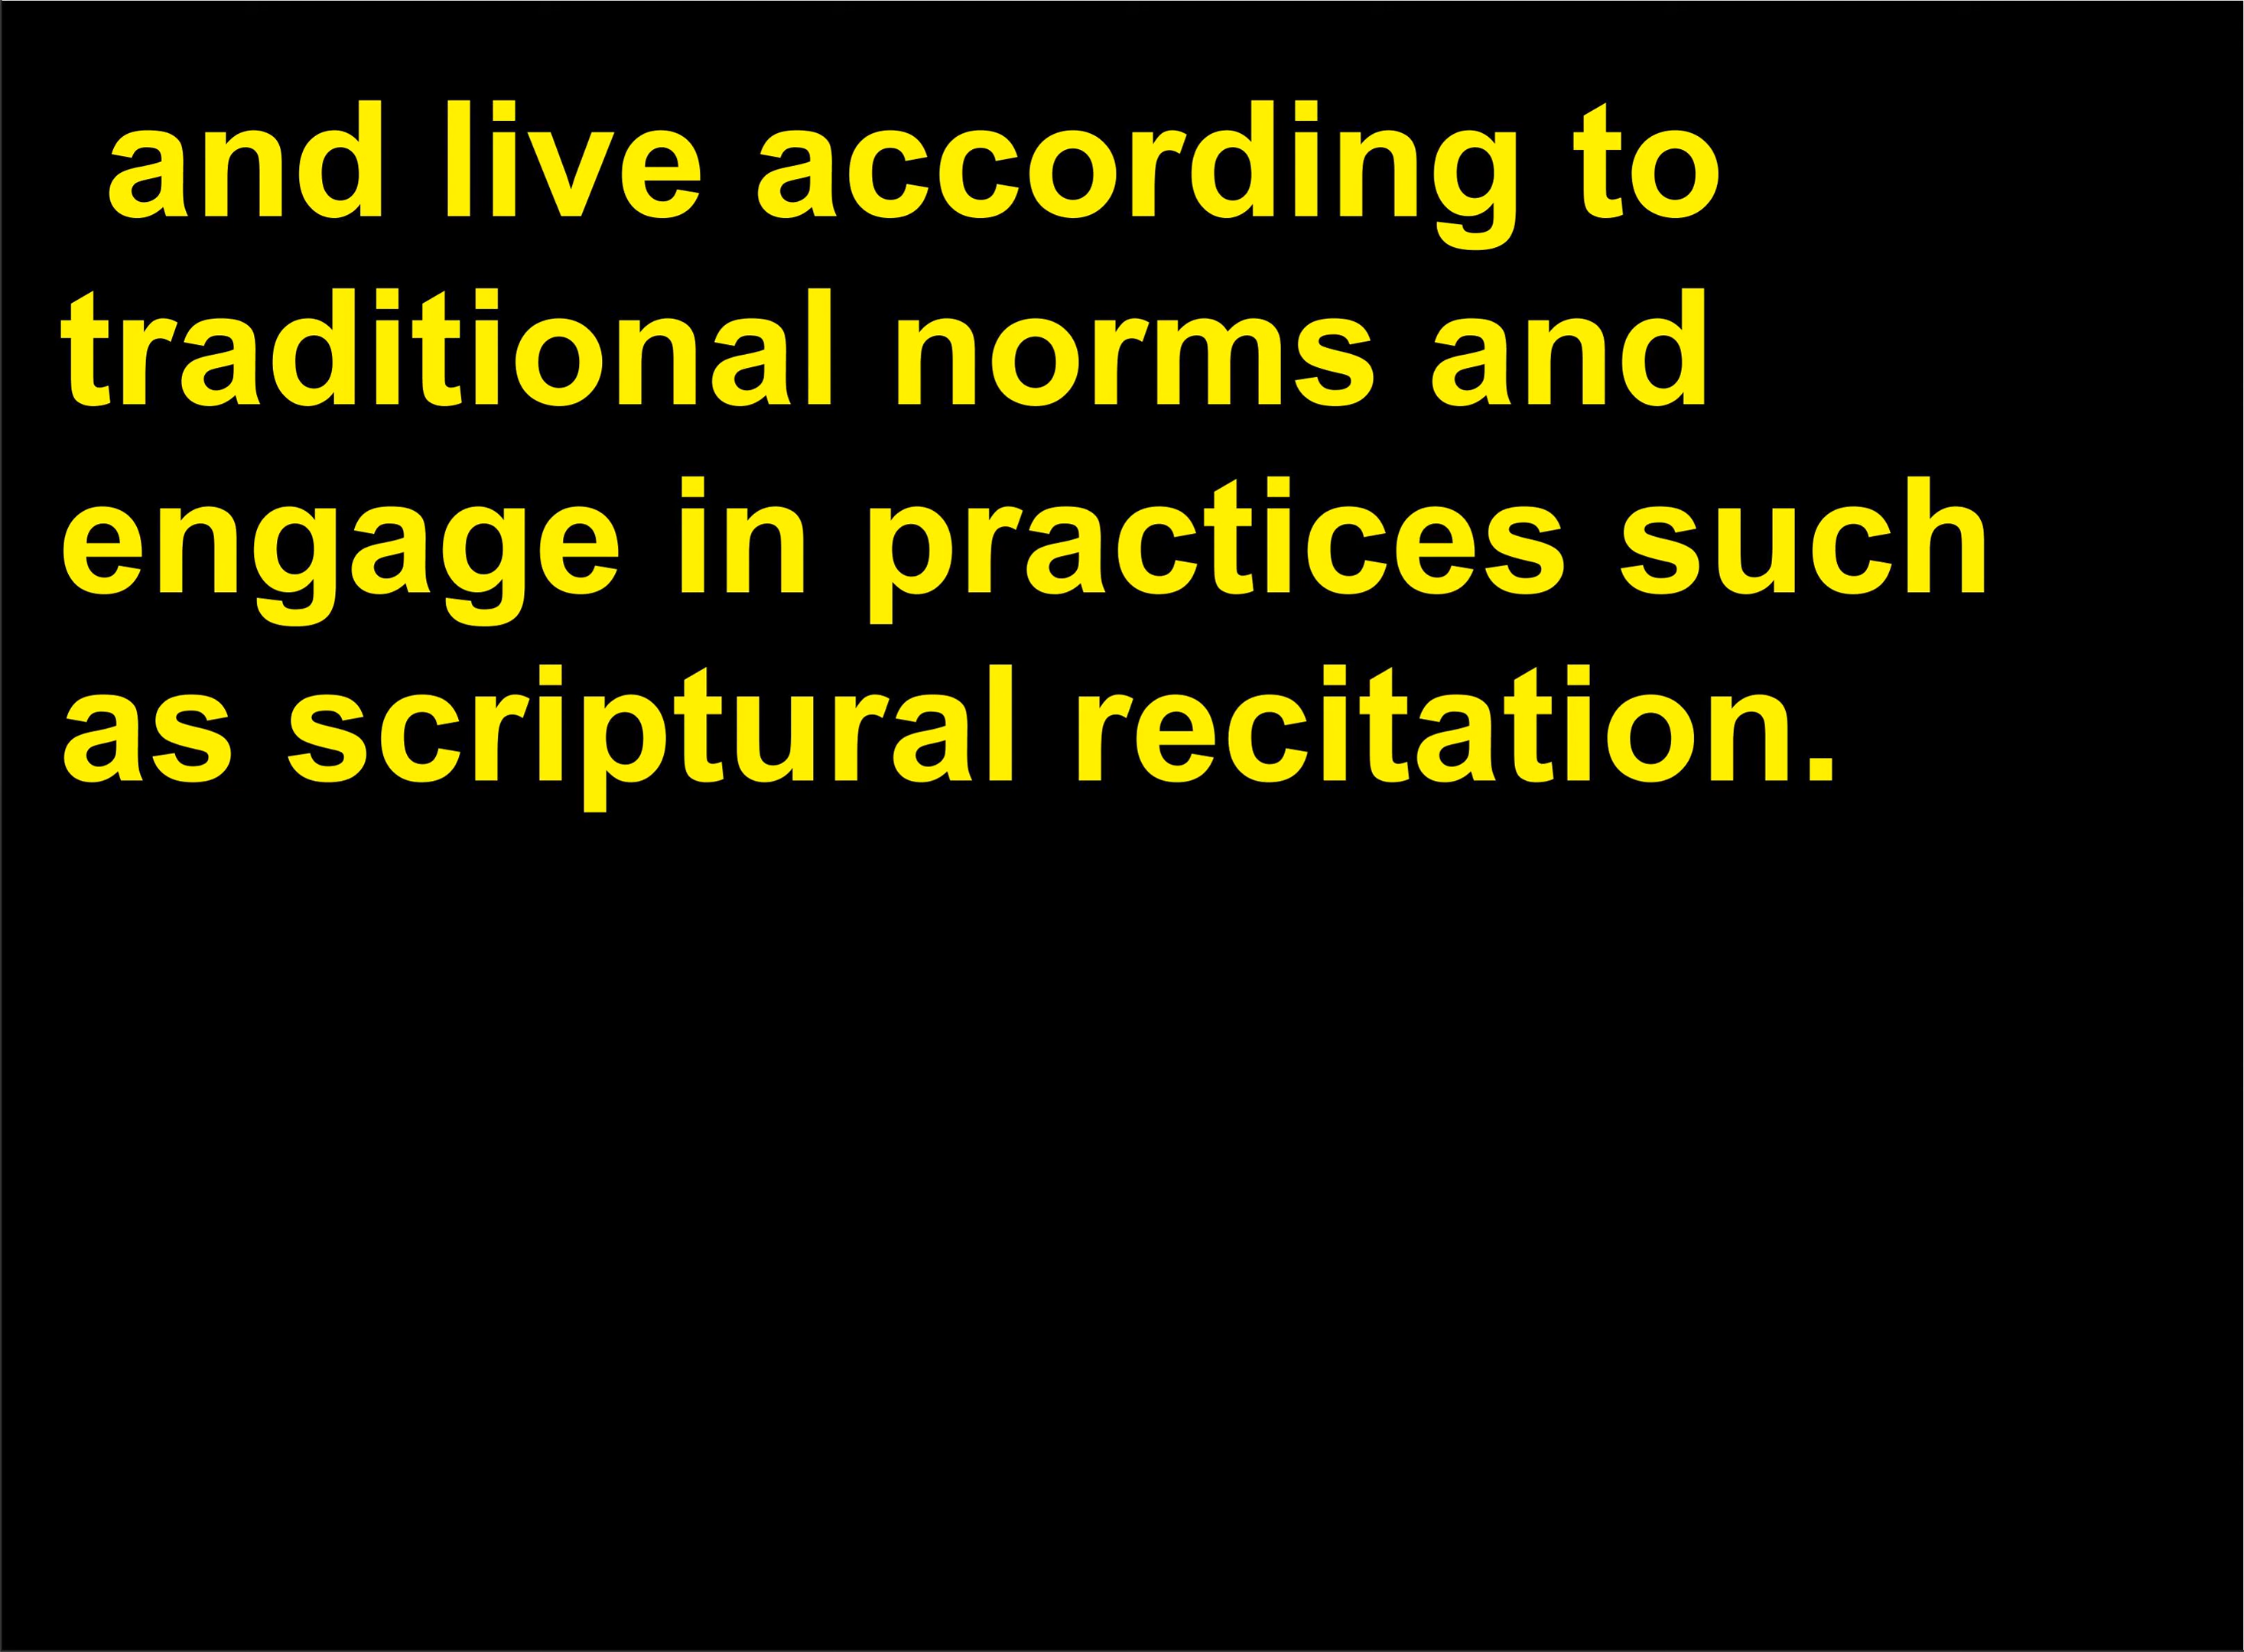 and live according to
traditional norms and
engage in practices such
as scriptural recitation.